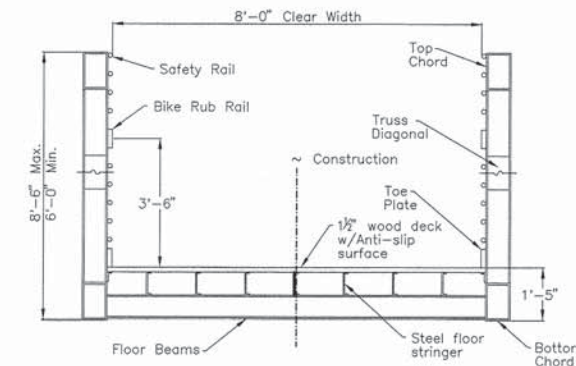 8'-0" Clear Width
Safety Rail
Top
Chord
Bike Rub Rail
Truss
Diagonal
8'-6" Max.
6'-0" Min.
~ Construction
3'-6"
Toe
Plate
1½" wood deck
w/Anti-slip
surface
1'-5"
Floor Beams
Steel floor
stringer
Bottor
Chord